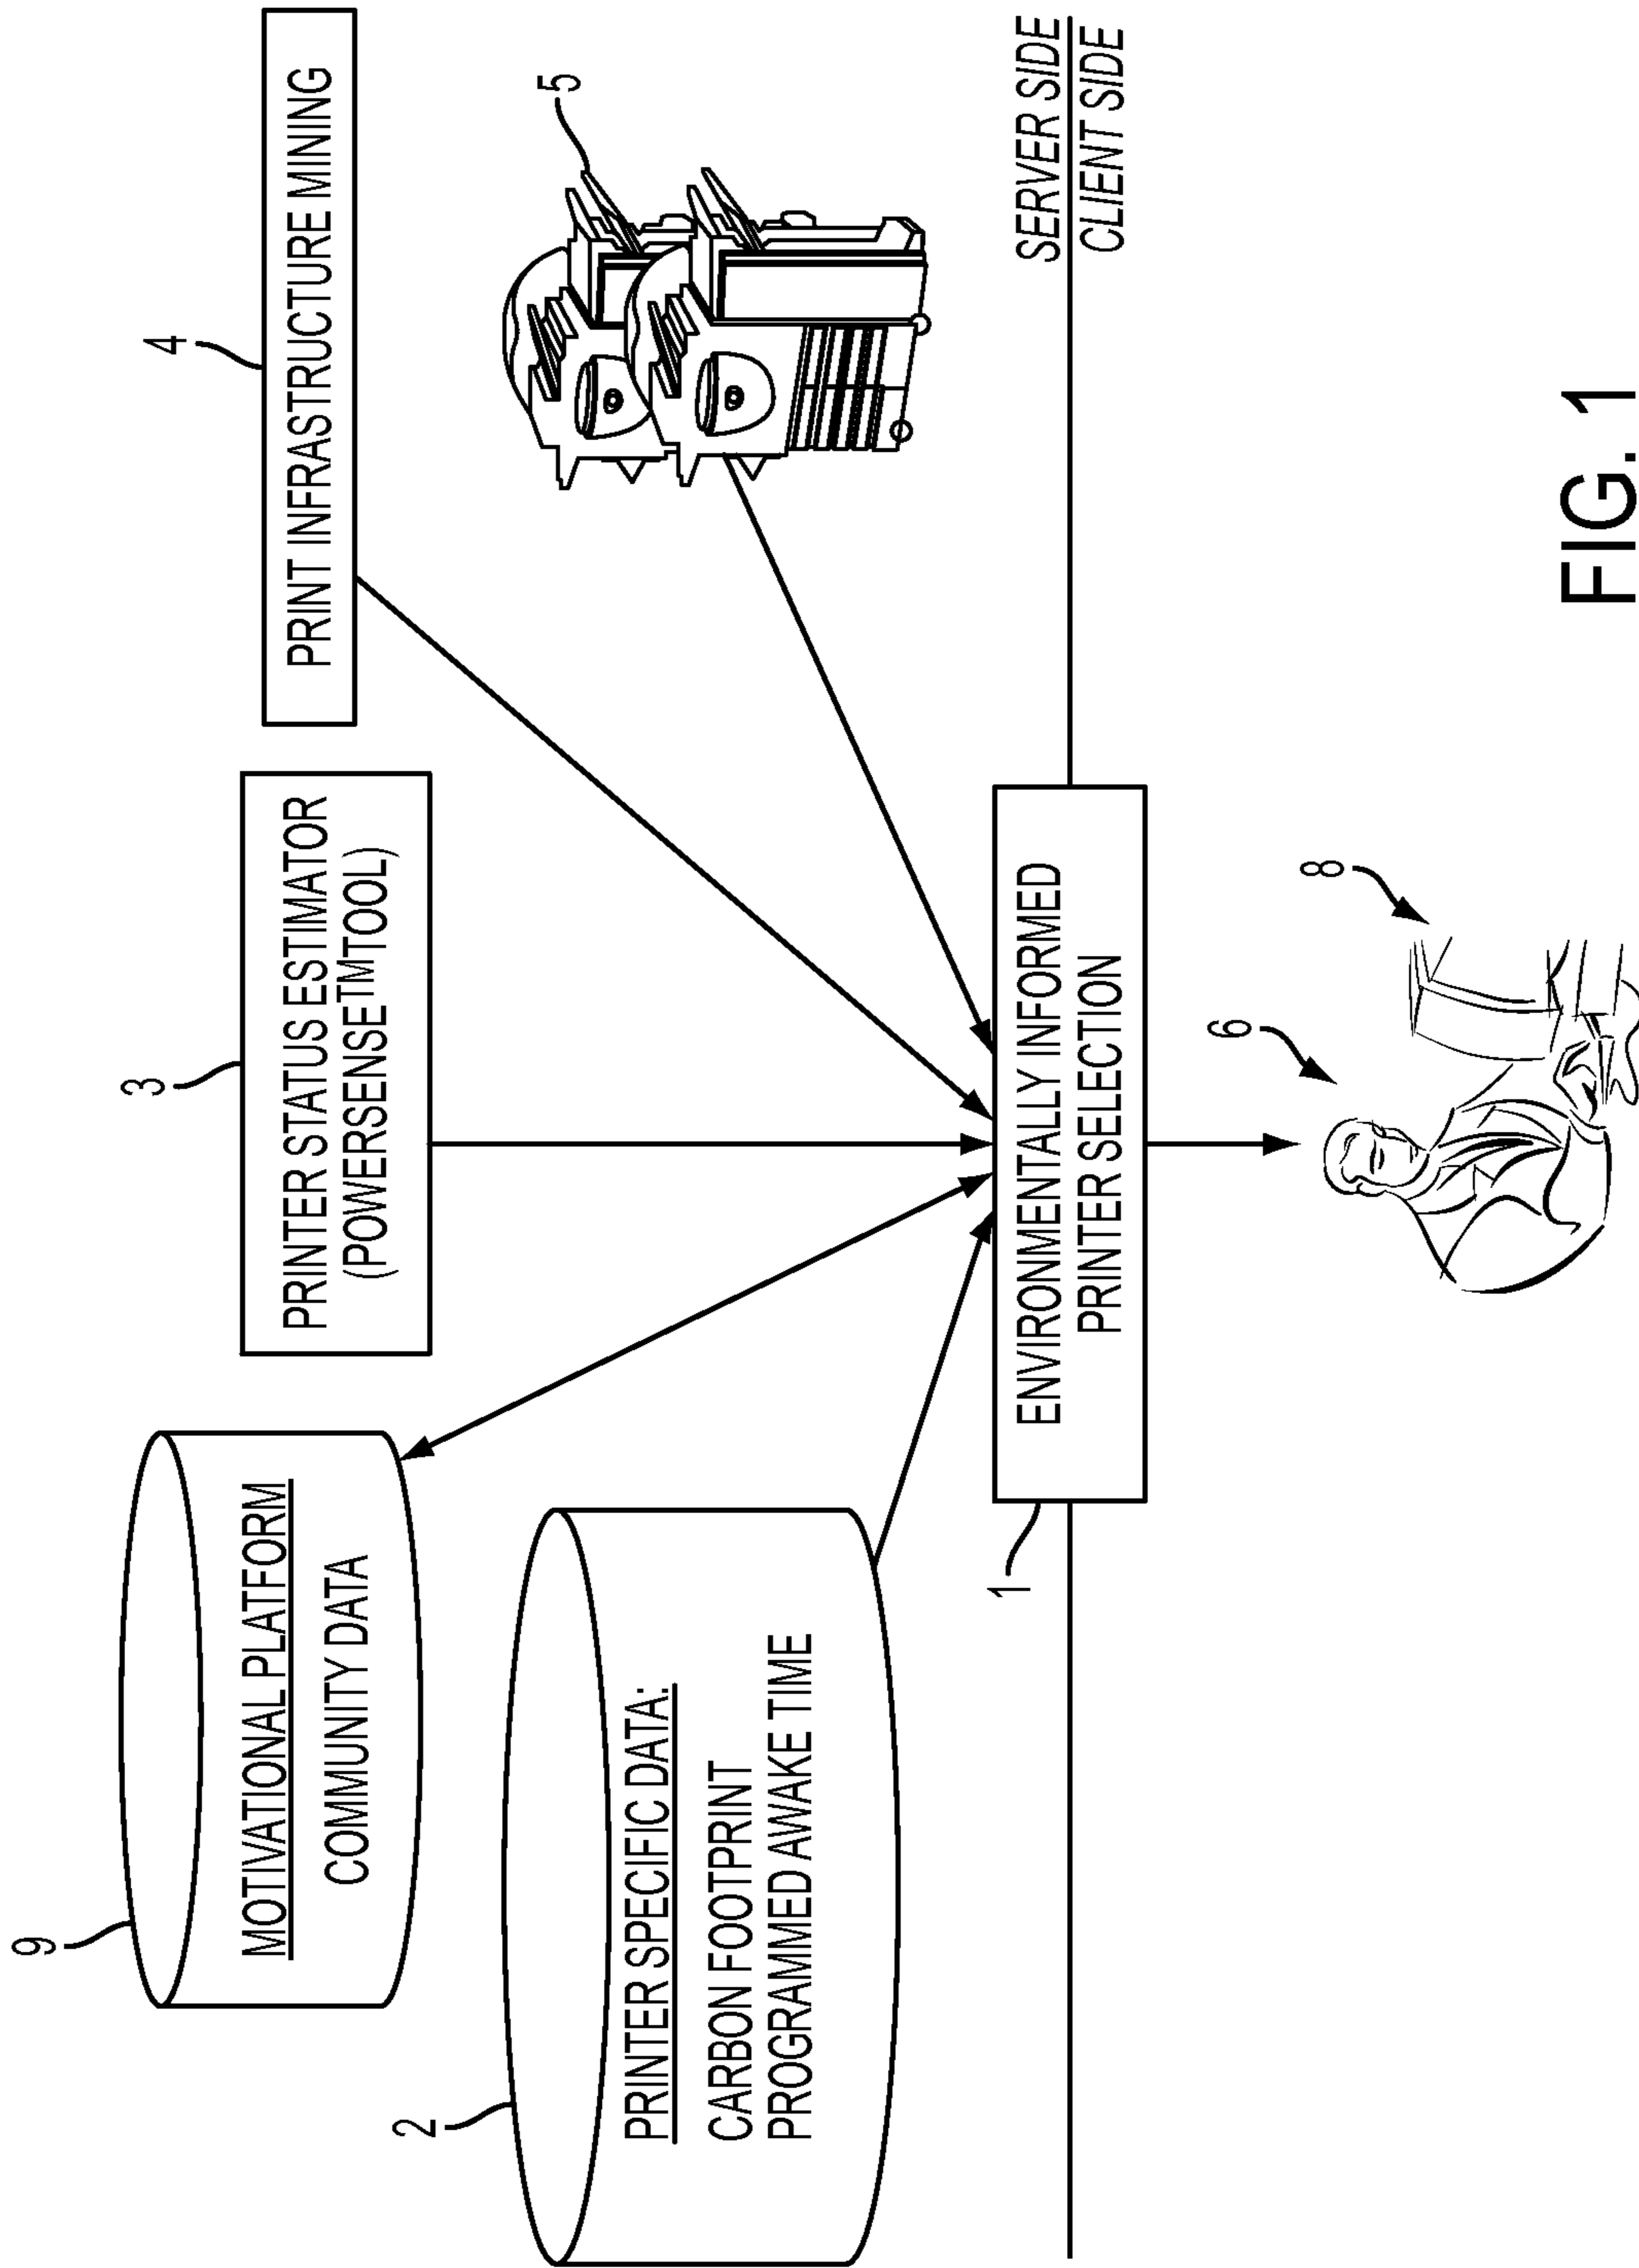 9
MOTIVATIONAL PLATFORM
COMMUNITY DATA
3
PRINTER STATUS ESTIMATOR
(POWERSENSE™TOOL)
4
PRINT INFRASTRUCTURE MINING
2
PRINTER SPECIFIC DATA:
CARBON FOOTPRINT
PROGRAMMED AWAKE TIME
5
1
ENVIRONMENTALLY INFORMED
PRINTER SELECTION
SERVER SIDE
CLIENT SIDE
6
8
FIG. 1